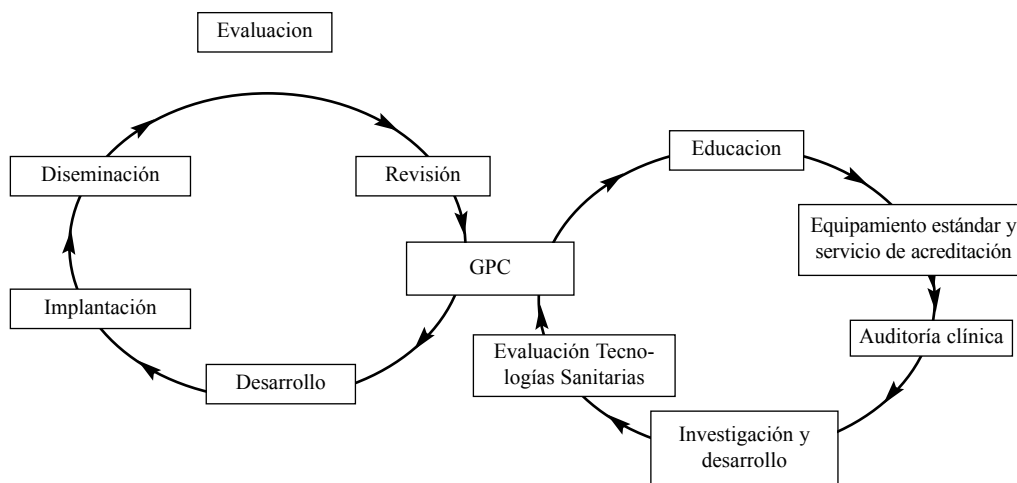 Evaluacion
Diseminación
Revisión
Educacion
Equipamiento estándar y
servicio de acreditación
GPC
Implantación
Auditoría clínica
Evaluación Tecno-
logías Sanitarias
Desarrollo
Investigación y
desarrollo